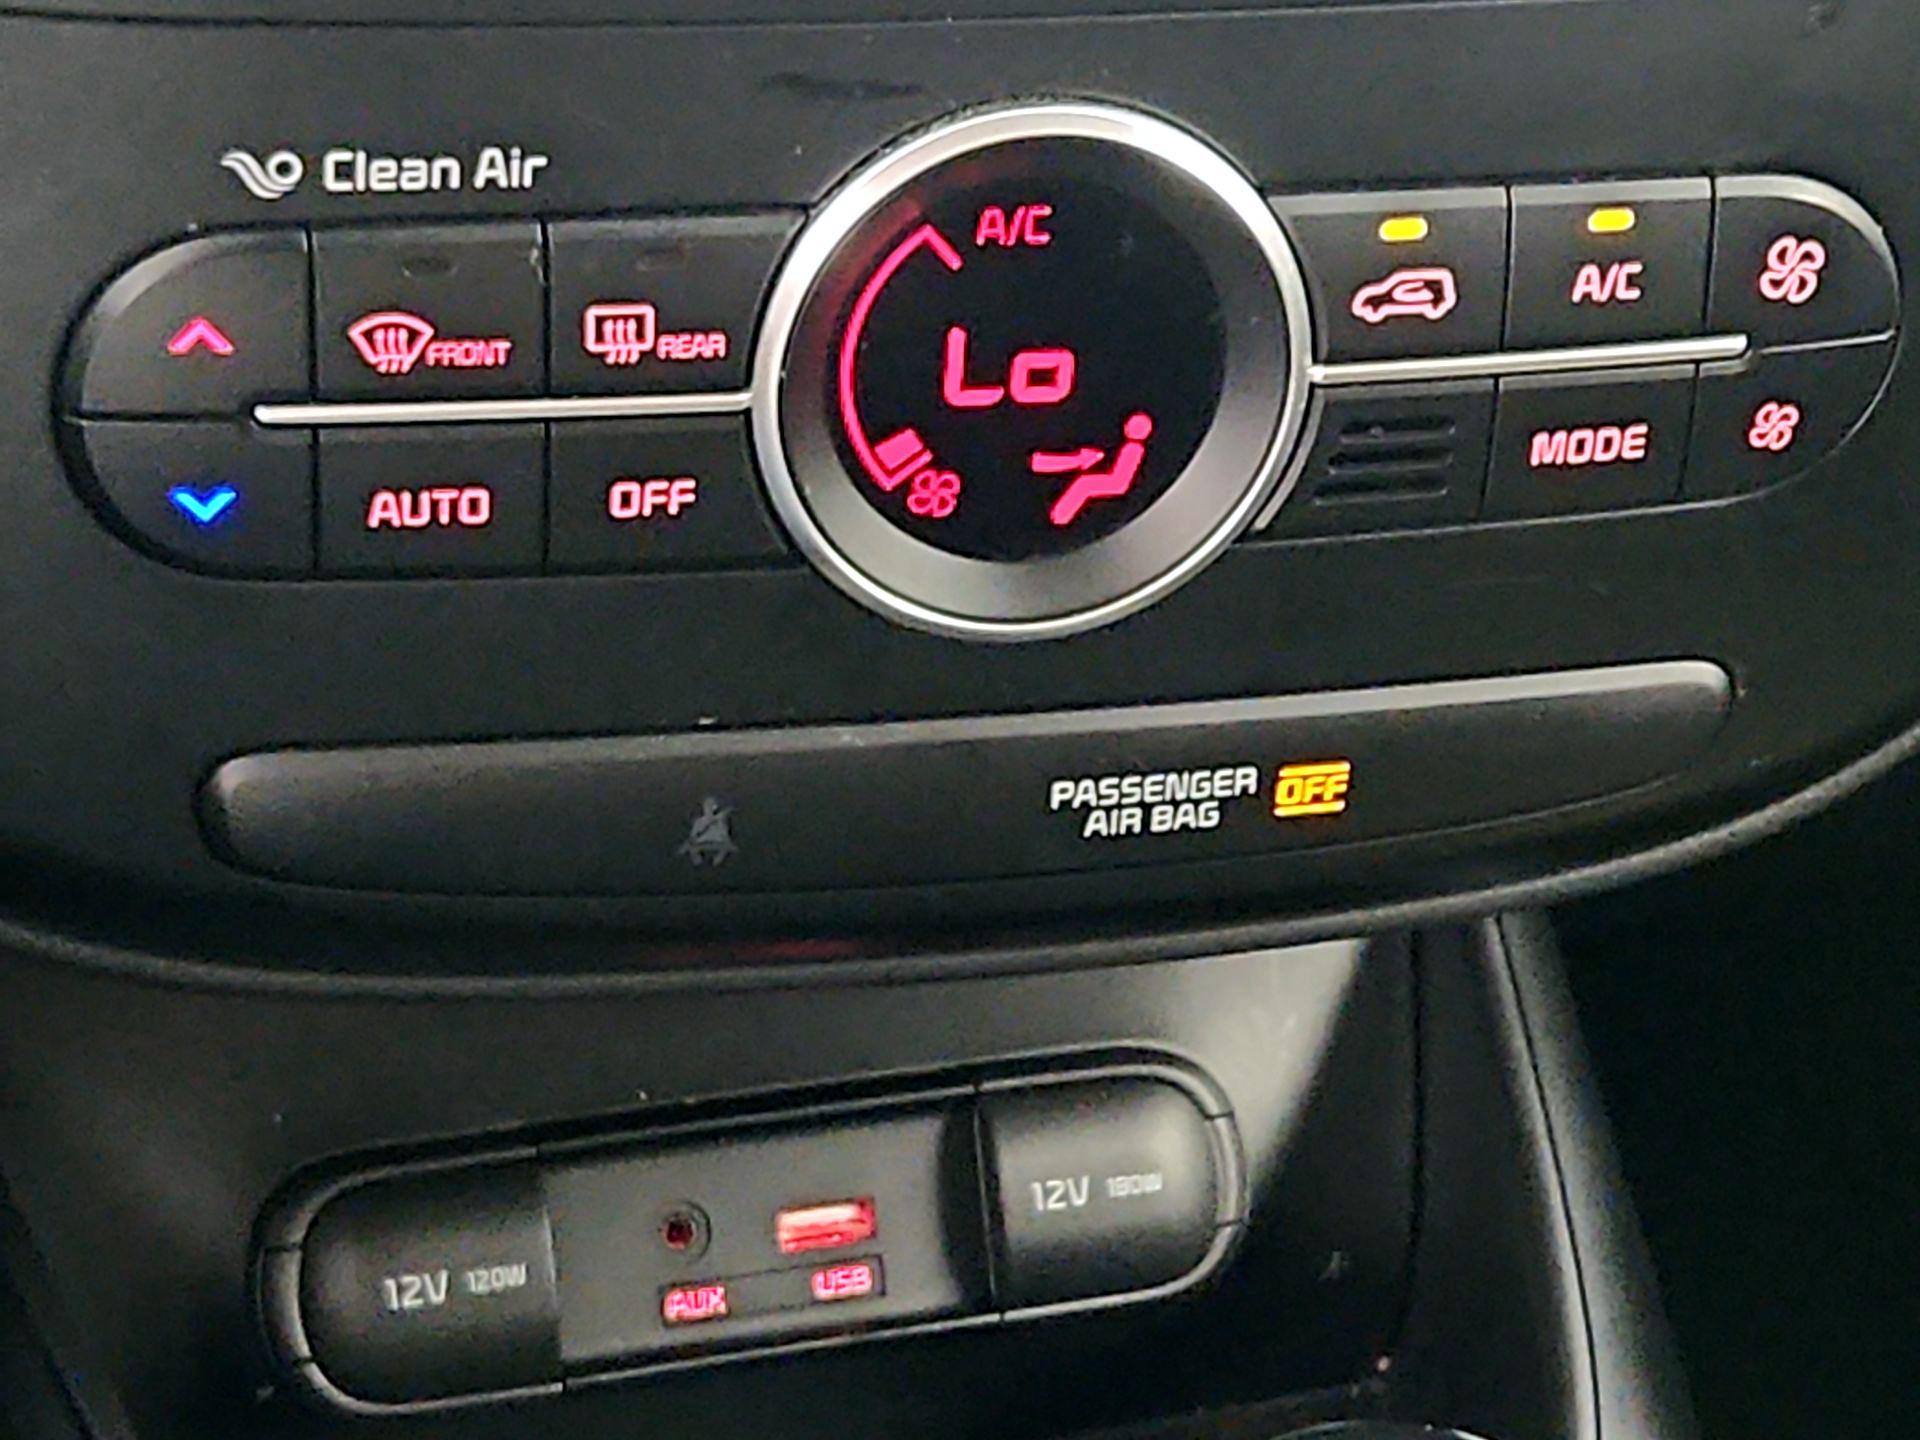 Clean Air
A/C
A/C
FRONT
REAR
Lo
AUTO
OFF
MODE
PASSENGER
AIR BAG
OFF
12V 180W
12V 120W
AUX
USB